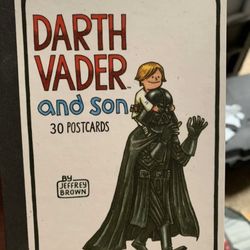 DARTH
VADER
and son
30 POSTCARDS
BY
JEFFREY
BROWN